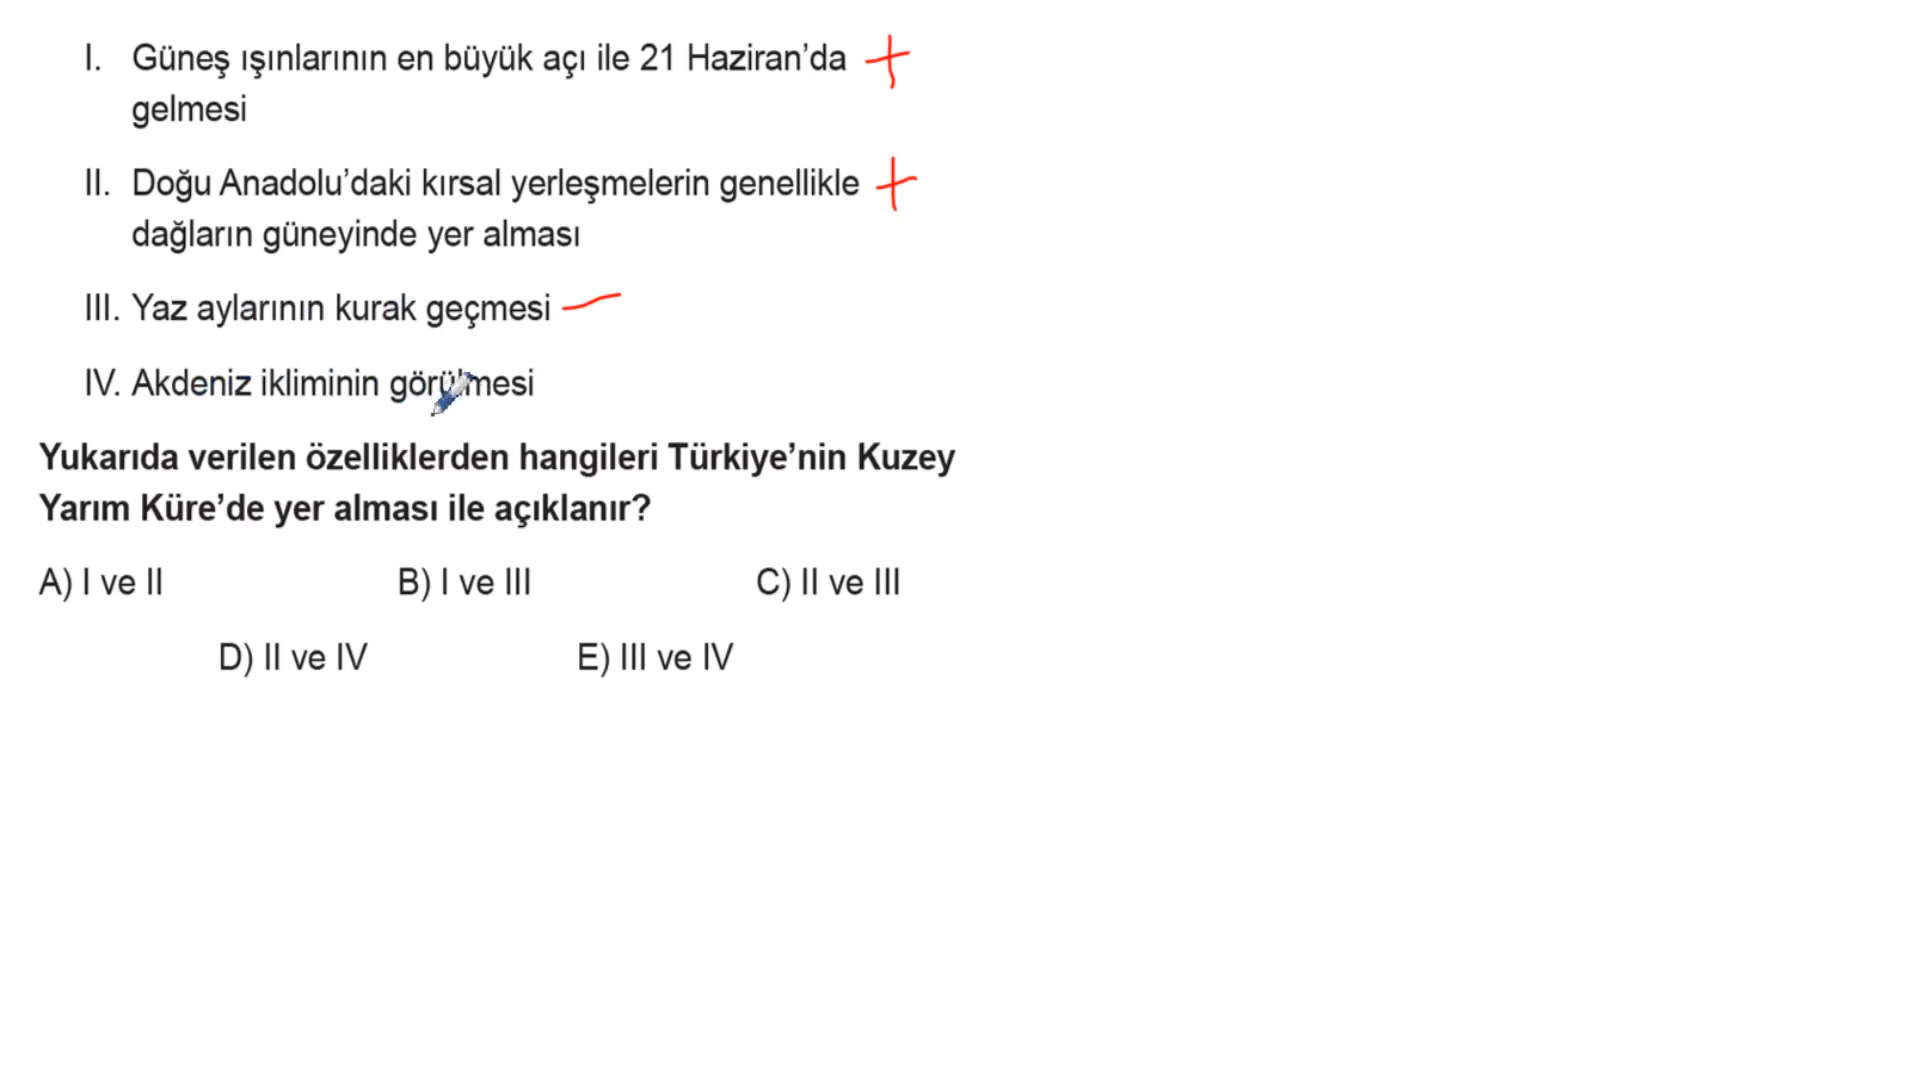 I. Güneş ışınlarının en büyük açı ile 21 Haziran’da
gelmesi
II. Doğu Anadolu’daki kırsal yerleşmelerin genellikle
dağların güneyinde yer alması
III. Yaz aylarının kurak geçmesi
IV. Akdeniz ikliminin görülmesi
Yukarıda verilen özelliklerden hangileri Türkiye’nin Kuzey
Yarım Küre’de yer alması ile açıklanır?
A) I ve II B) I ve III C) II ve III
D) II ve IV E) III ve IV